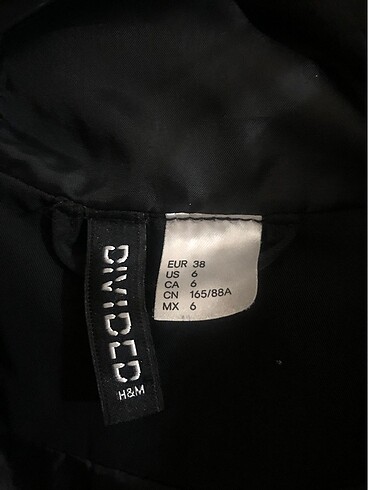 DIVIDED
H&M
EUR 38
US 6
CA 6
CN 165/88A
MX 6